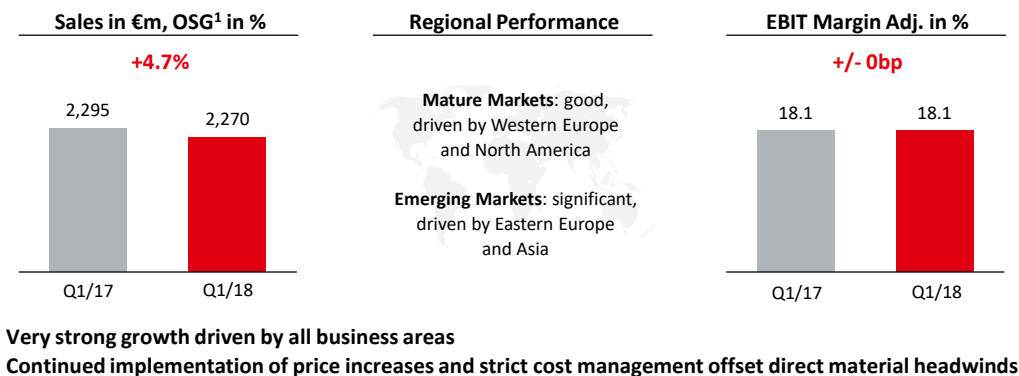 Sales in €m, OSG¹ in %
+4.7%
2,295
2,270
Q1/17
Q1/18
Regional Performance
Mature Markets: good,
driven by Western Europe
and North America
Emerging Markets: significant,
driven by Eastern Europe
and Asia
EBIT Margin Adj. in %
+/- 0bp
18.1
18.1
Q1/17
Q1/18
Very strong growth driven by all business areas
Continued implementation of price increases and strict cost management offset direct material headwinds